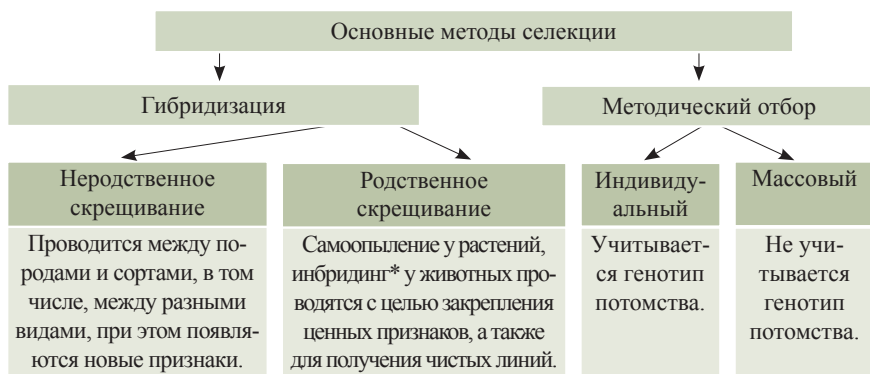 Основные методы селекции
Гибридизация
Методический отбор
Неродственное
скрещивание
Проводится между по-
родами и сортами, в том
числе, между разными
видами, при этом появля-
ются новые признаки.
Родственное
скрещивание
Самоопыление у растений,
инбридинг* у животных про-
водятся с целью закрепления
ценных признаков, а также
для получения чистых линий.
Индивиду-
альный
Учитывает-
ся генотип
потомства.
Массовый
Не учи-
тывается
генотип
потомства.